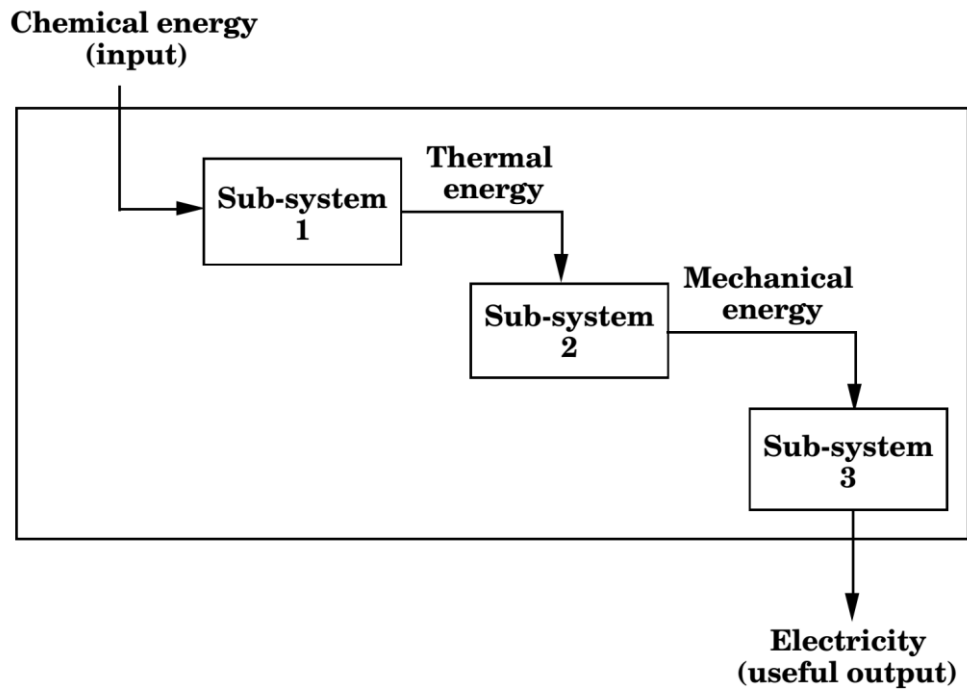 Chemical energy
(input)
Sub-system
1
Thermal
energy
Sub-system
2
Mechanical
energy
Sub-system
3
Electricity
(useful output)